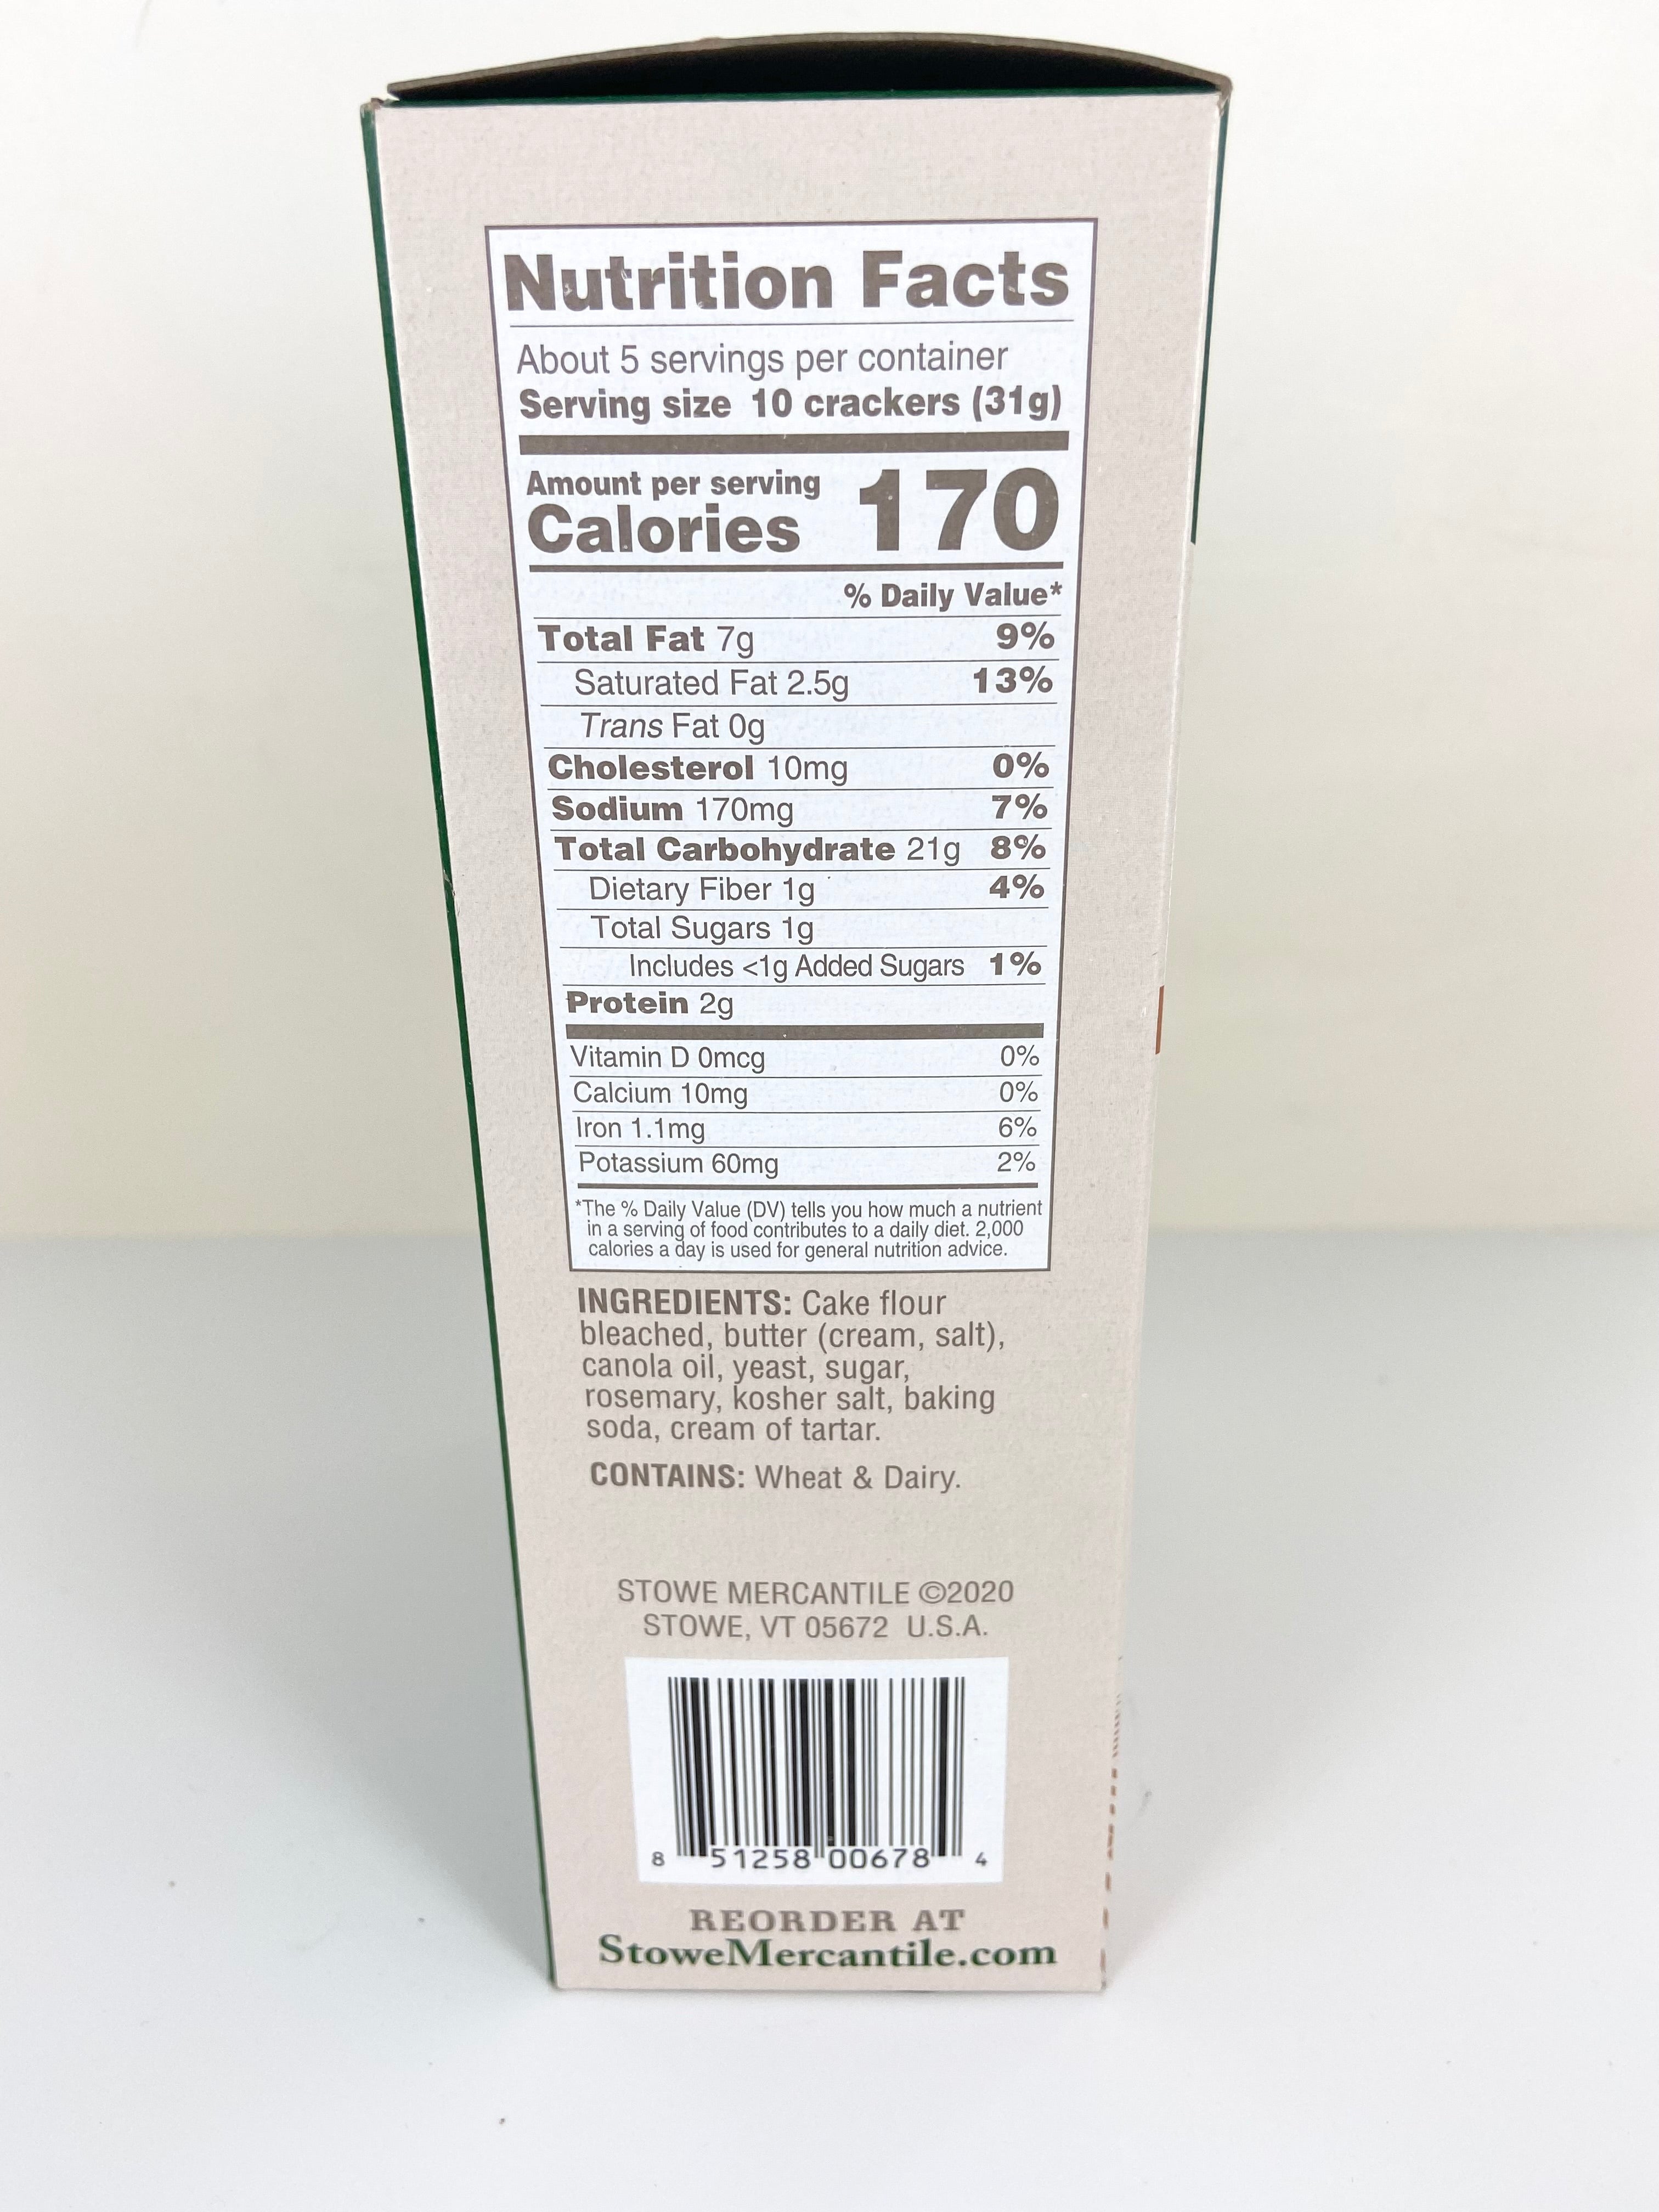 Nutrition Facts
About 5 servings per container
Serving size 10 crackers (31g)
Amount per serving
Calories 170
% Daily Value*
Total Fat 7g 9%
Saturated Fat 2.5g 13%
Trans Fat 0g
Cholesterol 10mg 0%
Sodium 170mg 7%
Total Carbohydrate 21g 8%
Dietary Fiber 1g 4%
Total Sugars 1g
Includes <1g Added Sugars 1%
Protein 2g
Vitamin D 0mcg 0%
Calcium 10mg 0%
Iron 1.1mg 6%
Potassium 60mg 2%
*The % Daily Value (DV) tells you how much a nutrient
in a serving of food contributes to a daily diet. 2,000
calories a day is used for general nutrition advice.
INGREDIENTS: Cake flour
bleached, butter (cream, salt),
canola oil, yeast, sugar,
rosemary, kosher salt, baking
soda, cream of tartar.
CONTAINS: Wheat & Dairy.
STOWE MERCANTILE ©2020
STOWE, VT 05672 U.S.A.
8 51258 00678 4
REORDER AT
StoweMercantile.com